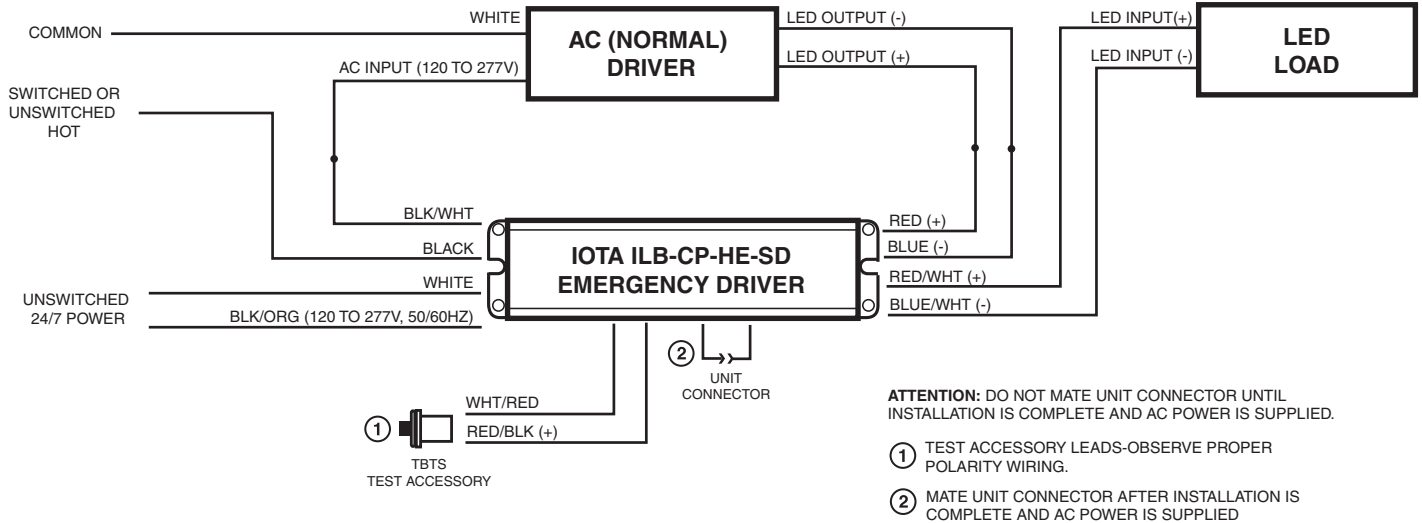 COMMON
WHITE
AC INPUT (120 TO 277V)
SWITCHED OR
UNSWITCHED
HOT
AC (NORMAL)
DRIVER
LED OUTPUT (-)
LED OUTPUT (+)
LED INPUT(+)
LED INPUT (-)
LED
LOAD
BLK/WHT
BLACK
WHITE
UNSWITCHED
24/7 POWER
BLK/ORG (120 TO 277V, 50/60HZ)
IOTA ILB-CP-HE-SD
EMERGENCY DRIVER
RED (+)
BLUE (-)
RED/WHT (+)
BLUE/WHT (-)
2
UNIT
CONNECTOR
WHT/RED
RED/BLK (+)
1
TBTS
TEST ACCESSORY
ATTENTION: DO NOT MATE UNIT CONNECTOR UNTIL
INSTALLATION IS COMPLETE AND AC POWER IS SUPPLIED.
1 TEST ACCESSORY LEADS-OBSERVE PROPER
POLARITY WIRING.
2 MATE UNIT CONNECTOR AFTER INSTALLATION IS
COMPLETE AND AC POWER IS SUPPLIED